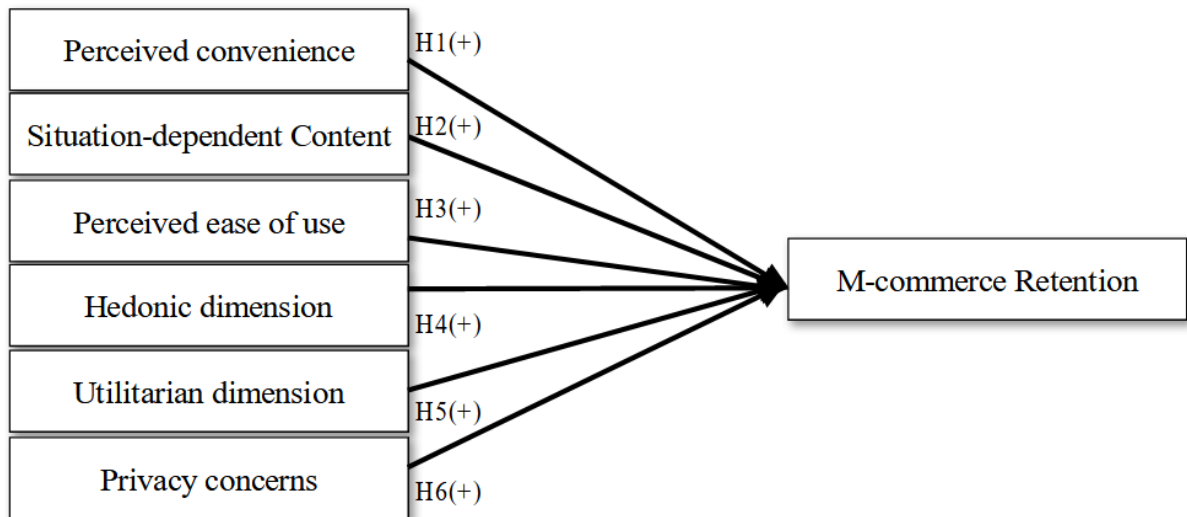 Perceived convenience
H1(+)
Situation-dependent Content
H2(+)
Perceived ease of use
H3(+)
Hedonic dimension
H4(+)
Utilitarian dimension
H5(+)
Privacy concerns
H6(+)
M-commerce Retention